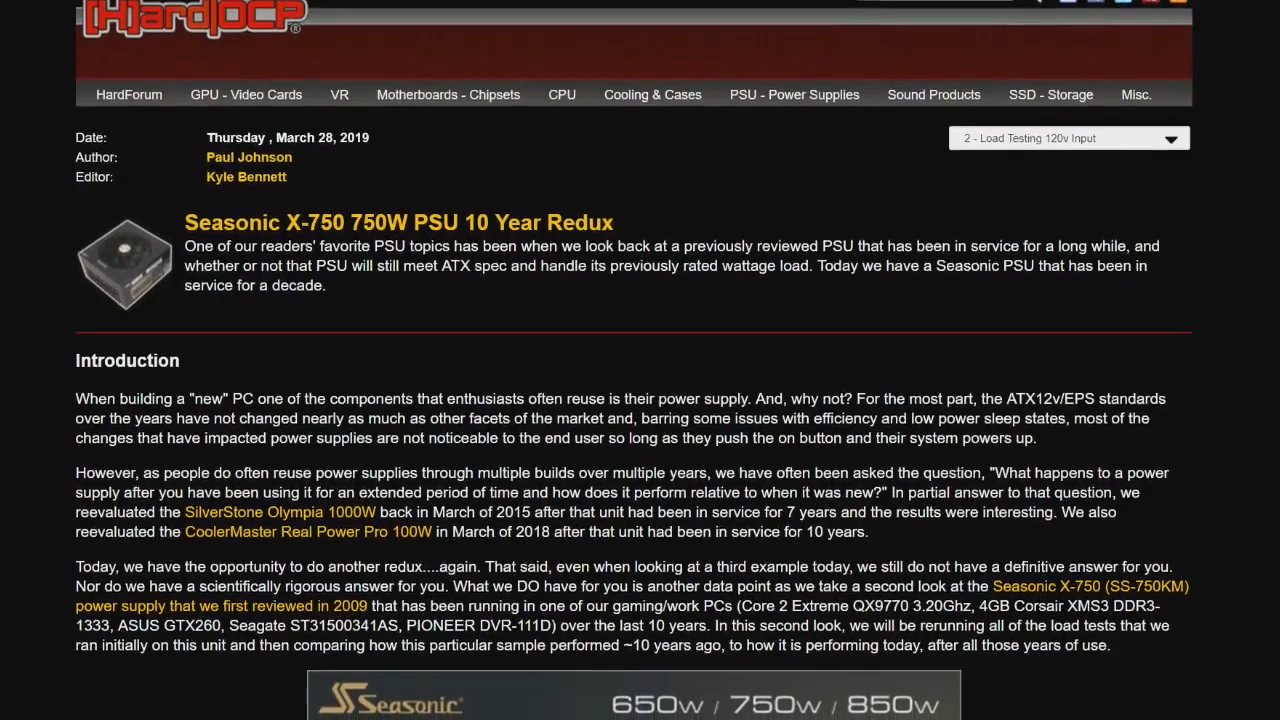 [H]ard|OCP®
HardForum GPU - Video Cards VR Motherboards - Chipsets CPU Cooling & Cases PSU - Power Supplies Sound Products SSD - Storage Misc.
Date: Thursday , March 28, 2019
2 - Load Testing 120v Input
Author: Paul Johnson
Editor: Kyle Bennett
Seasonic X-750 750W PSU 10 Year Redux
One of our readers' favorite PSU topics has been when we look back at a previously reviewed PSU that has been in service for a long while, and
whether or not that PSU will still meet ATX spec and handle its previously rated wattage load. Today we have a Seasonic PSU that has been in
service for a decade.
Introduction
When building a "new" PC one of the components that enthusiasts often reuse is their power supply. And, why not? For the most part, the ATX12v/EPS standards
over the years have not changed nearly as much as other facets of the market and, barring some issues with efficiency and low power sleep states, most of the
changes that have impacted power supplies are not noticeable to the end user so long as they push the on button and their system powers up.
However, as people do often reuse power supplies through multiple builds over multiple years, we have often been asked the question, "What happens to a power
supply after you have been using it for an extended period of time and how does it perform relative to when it was new?" In partial answer to that question, we
reevaluated the SilverStone Olympia 1000W back in March of 2015 after that unit had been in service for 7 years and the results were interesting. We also
reevaluated the CoolerMaster Real Power Pro 100W in March of 2018 after that unit had been in service for 10 years.
Today, we have the opportunity to do another redux....again. That said, even when looking at a third example today, we still do not have a definitive answer for you.
Nor do we have a scientifically rigorous answer for you. What we DO have for you is another data point as we take a second look at the Seasonic X-750 (SS-750KM)
power supply that we first reviewed in 2009 that has been running in one of our gaming/work PCs (Core 2 Extreme QX9770 3.20Ghz, 4GB Corsair XMS3 DDR3-
1333, ASUS GTX260, Seagate ST31500341AS, PIONEER DVR-111D) over the last 10 years. In this second look, we will be rerunning all of the load tests that we
ran initially on this unit and then comparing how this particular sample performed ~10 years ago, to how it is performing today, after all those years of use.
Seasonic® 650W / 750W / 850W